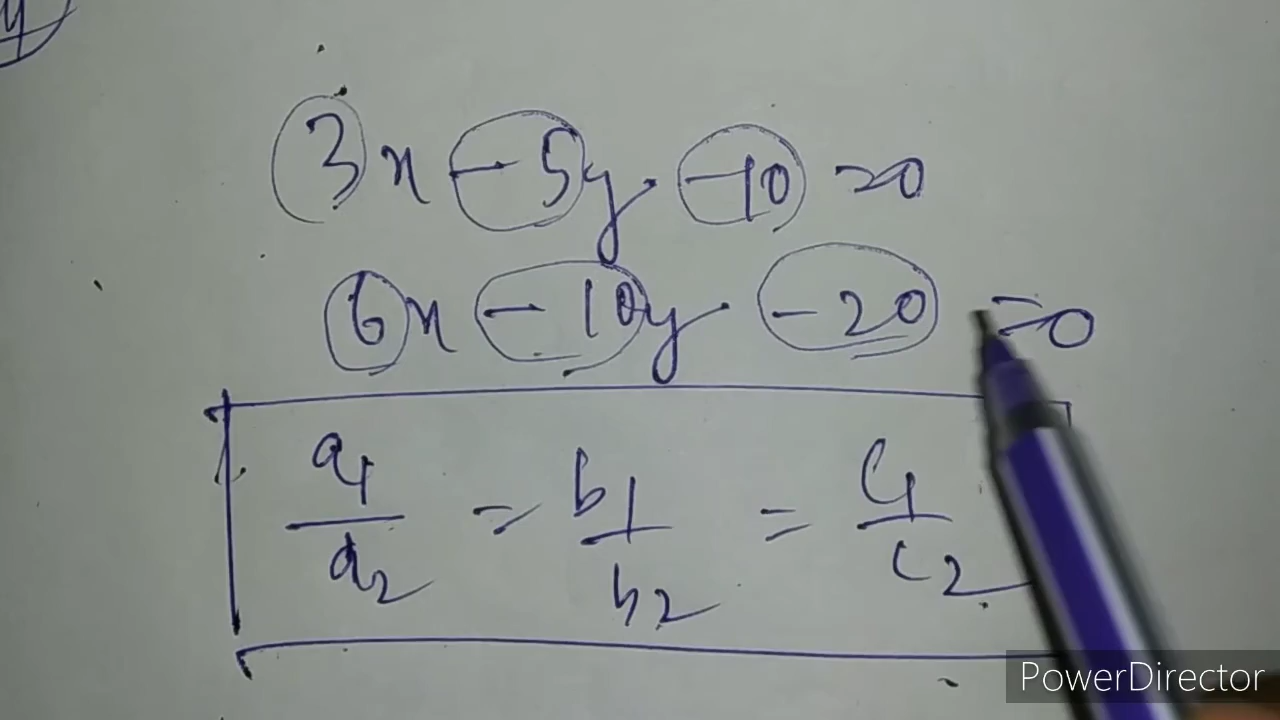 y
3x - 5y - 10 = 0
6x - 10y - 20 = 0
a1/a2 = b1/b2 = c1/c2
PowerDirector